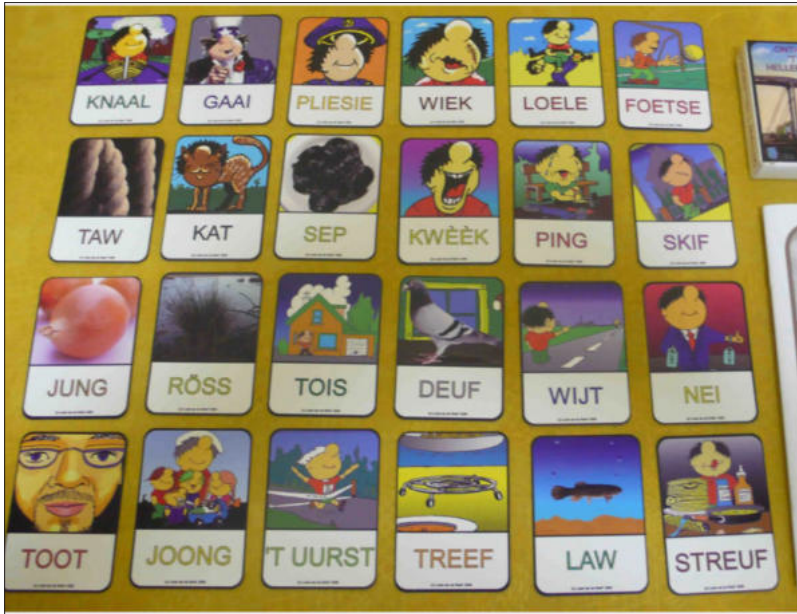 KNAAL
GAAI
PLIESIE
WIEK
LOELE
FOETSE
TAW
KAT
SEP
KWÈÈK
PING
SKIF
JUNG
RÖSS
TOIS
DEUF
WIJT
NEI
TOOT
JOONG
'T UURST
TREEF
LAW
STREUF